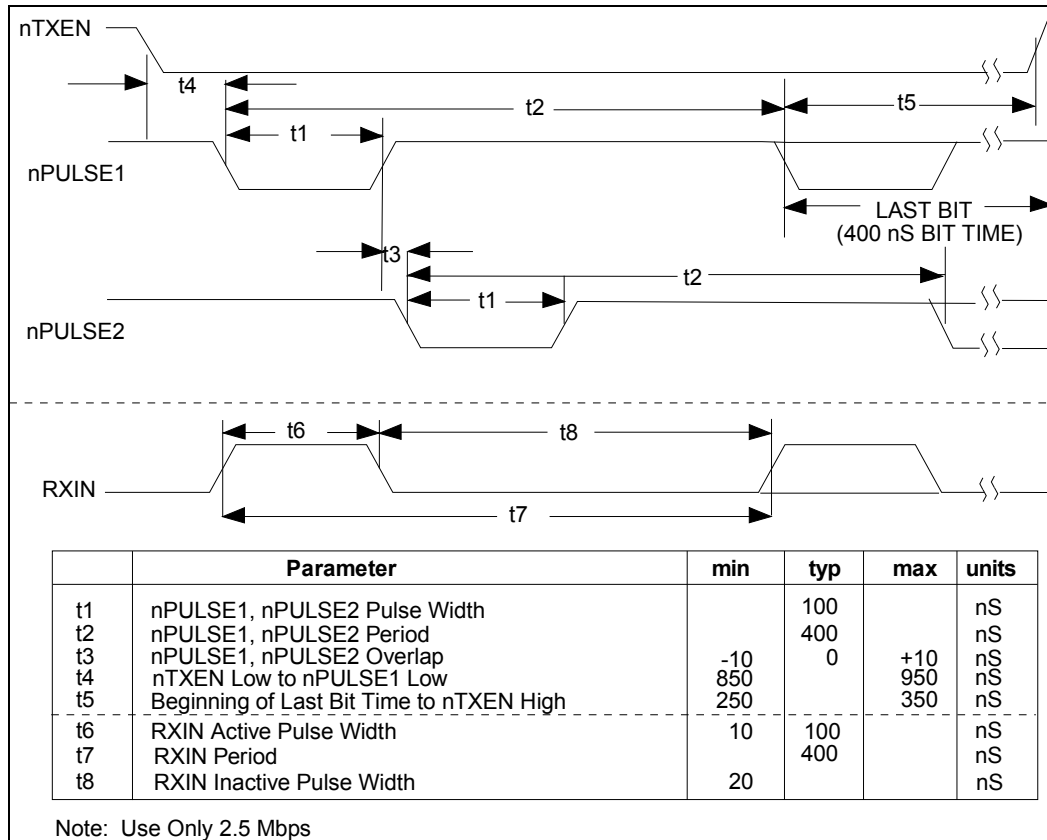 nTXEN
t4
t2
t5
t1
nPULSE1
LAST BIT
(400 nS BIT TIME)
t3
t2
t1
nPULSE2
t6
t8
RXIN
t7
Parameter min typ max units
t1 nPULSE1, nPULSE2 Pulse Width 100 nS
t2 nPULSE1, nPULSE2 Period 400 nS
t3 nPULSE1, nPULSE2 Overlap -10 0 +10 nS
t4 nTXEN Low to nPULSE1 Low 850 950 nS
t5 Beginning of Last Bit Time to nTXEN High 250 350 nS
t6 RXIN Active Pulse Width 10 100 nS
t7 RXIN Period 400 nS
t8 RXIN Inactive Pulse Width 20 nS
Note: Use Only 2.5 Mbps